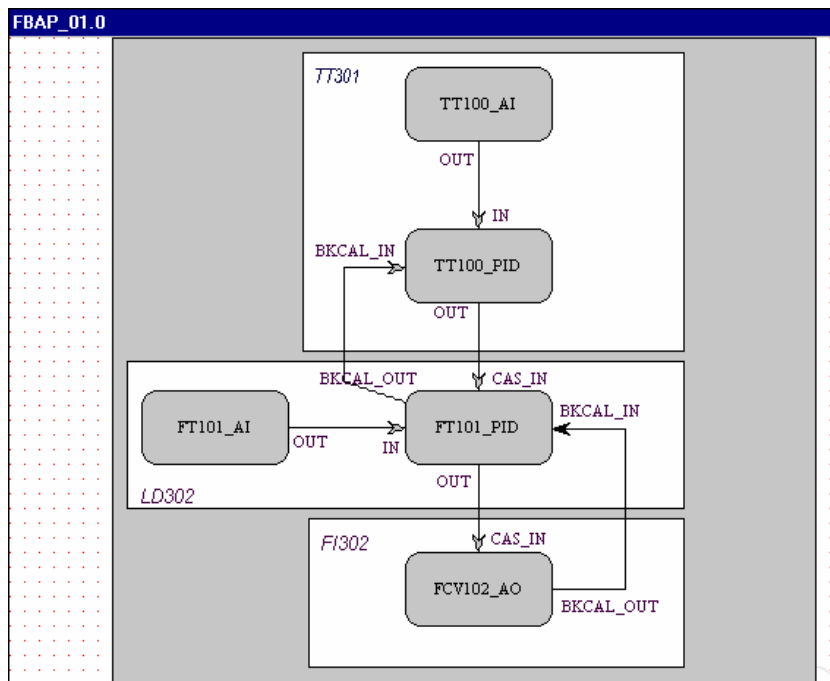 FBAP_01.0
TT301
TT100_AI
OUT
IN
BKCAL_IN
TT100_PID
OUT
BKCAL_OUT
CAS_IN
BKCAL_IN
FT101_AI
FT101_PID
OUT
IN
OUT
LD302
FI302
CAS_IN
FCV102_AO
BKCAL_OUT